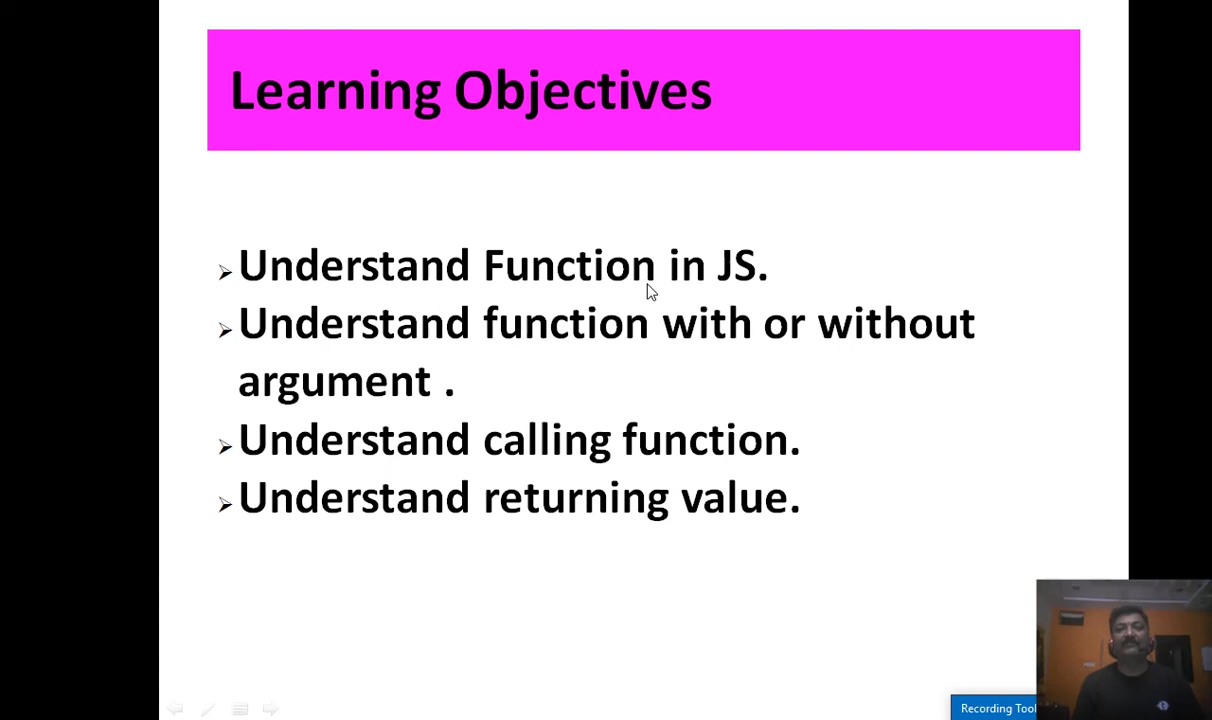 Learning Objectives
Understand Function in JS.
Understand function with or without
argument .
Understand calling function.
Understand returning value.
Recording Tool